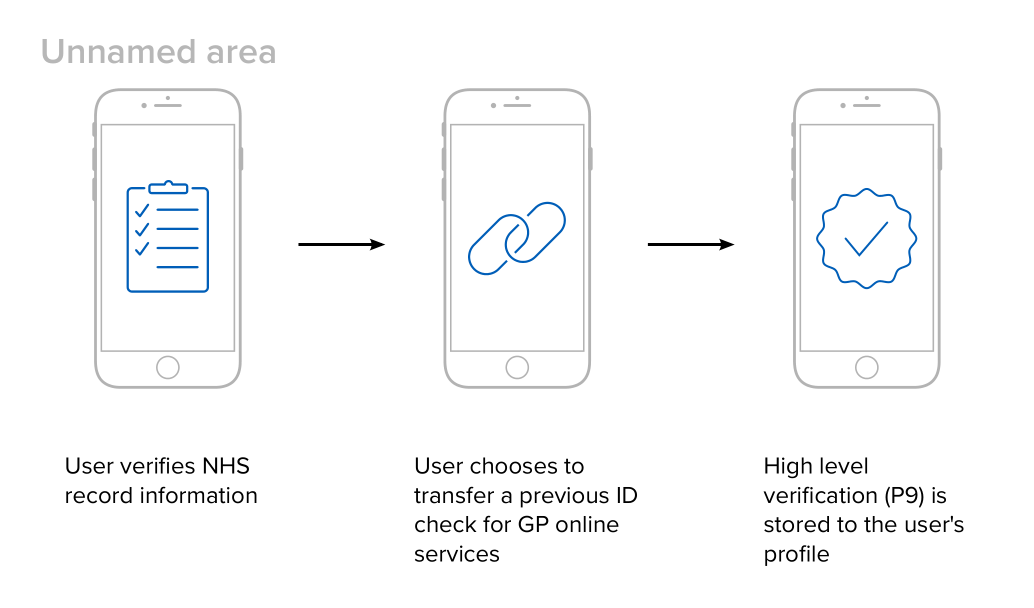 Unnamed area
User verifies NHS
record information
User chooses to
transfer a previous ID
check for GP online
services
High level
verification (P9) is
stored to the user's
profile